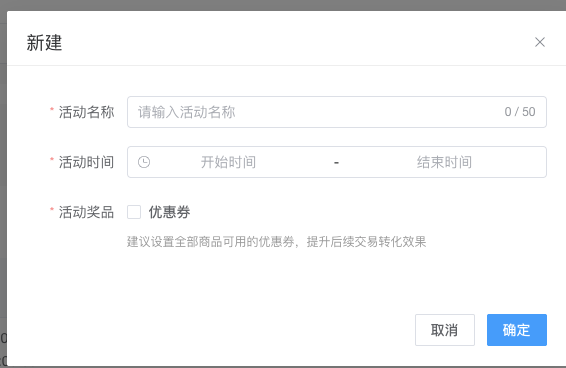 新建
* 活动名称 请输入活动名称 0 / 50
* 活动时间 开始时间 - 结束时间
* 活动奖品 优惠券
建议设置全部商品可用的优惠券，提升后续交易转化效果
取消 确定